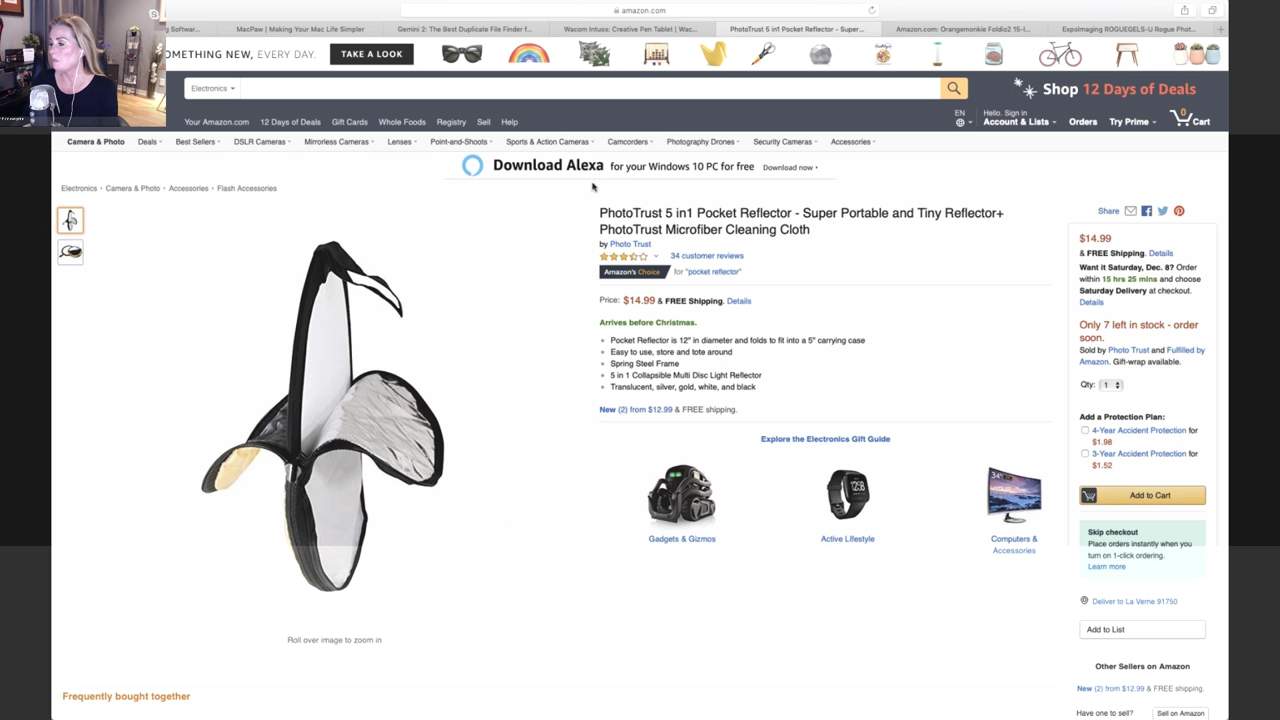 amazon.com
g Softwar...
MacPaw | Making Your Mac Life Simpler
Gemini 2: The Best Duplicate File Finder f...
Wacom Intuos: Creative Pen Tablet | Wac...
PhotoTrust 5 in1 Pocket Reflector - Super...
Amazon.com: Orangemonkie Foldio2 15-I...
ExpoImaging ROGUEGELS-U Rogue Phot...
SOMETHING NEW, EVERY DAY.
TAKE A LOOK
Electronics
Shop 12 Days of Deals
Your Amazon.com
12 Days of Deals
Gift Cards
Whole Foods
Registry
Sell
Help
EN
Hello. Sign in
Account & Lists
Orders
Try Prime
0
Cart
Camera & Photo
Deals
Best Sellers
DSLR Cameras
Mirrorless Cameras
Lenses
Point-and-Shoots
Sports & Action Cameras
Camcorders
Photography Drones
Security Cameras
Accessories
Download Alexa for your Windows 10 PC for free Download now ›
Electronics › Camera & Photo › Accessories › Flash Accessories
PhotoTrust 5 in1 Pocket Reflector - Super Portable and Tiny Reflector+
PhotoTrust Microfiber Cleaning Cloth
by Photo Trust
34 customer reviews
Amazon's Choice for "pocket reflector"
Price: $14.99 & FREE Shipping. Details
Arrives before Christmas.
• Pocket Reflector is 12" in diameter and folds to fit into a 5" carrying case
• Easy to use, store and tote around
• Spring Steel Frame
• 5 in 1 Collapsible Multi Disc Light Reflector
• Translucent, silver, gold, white, and black
New (2) from $12.99 & FREE shipping.
Explore the Electronics Gift Guide
Gadgets & Gizmos
Active Lifestyle
34"
Computers &
Accessories
Roll over image to zoom in
Frequently bought together
Share
$14.99
& FREE Shipping. Details
Want it Saturday, Dec. 8? Order
within 15 hrs 25 mins and choose
Saturday Delivery at checkout.
Details
Only 7 left in stock - order
soon.
Sold by Photo Trust and Fulfilled by
Amazon. Gift-wrap available.
Qty: 1
Add a Protection Plan:
4-Year Accident Protection for
$1.98
3-Year Accident Protection for
$1.52
Add to Cart
Skip checkout
Place orders instantly when you
turn on 1-click ordering.
Learn more
Deliver to La Verne 91750
Add to List
Other Sellers on Amazon
New (2) from $12.99 & FREE shipping.
Have one to sell?
Sell on Amazon